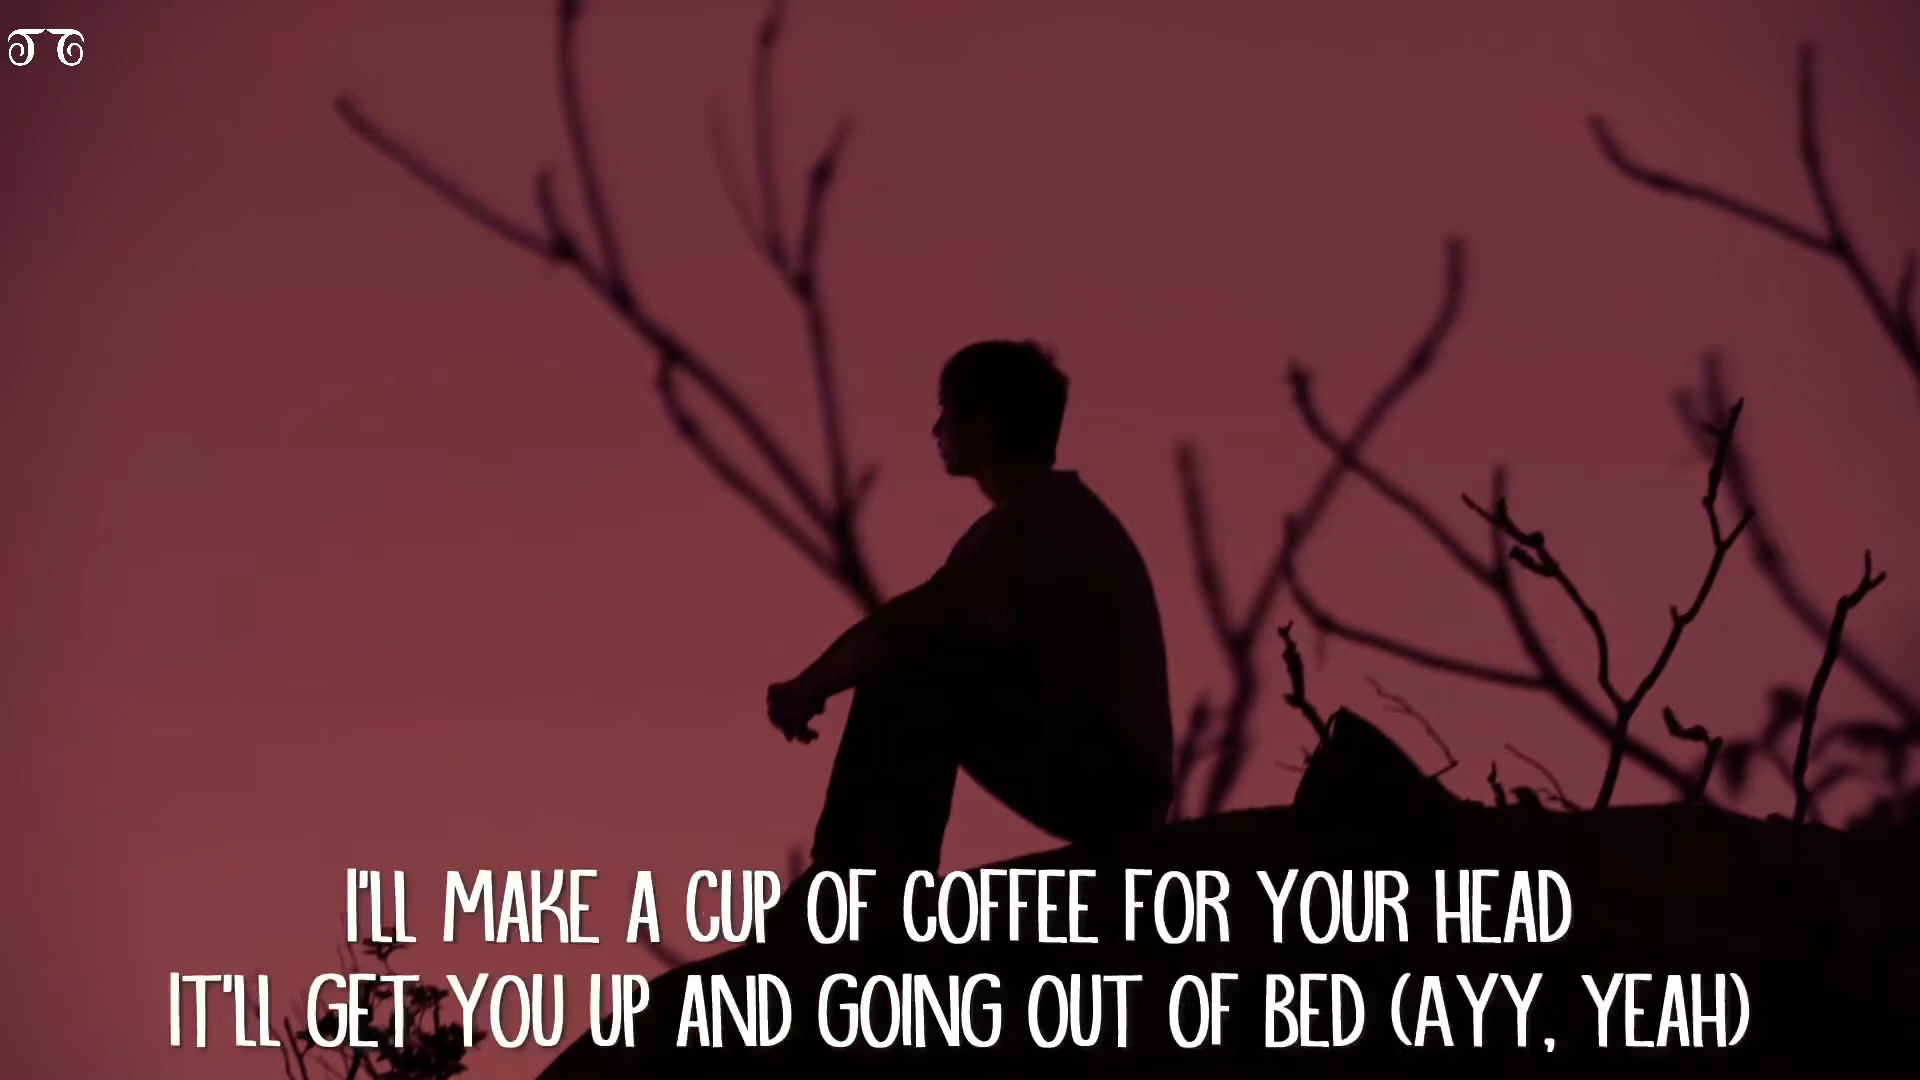 I'LL MAKE A CUP OF COFFEE FOR YOUR HEAD
IT'LL GET YOU UP AND GOING OUT OF BED (AYY, YEAH)